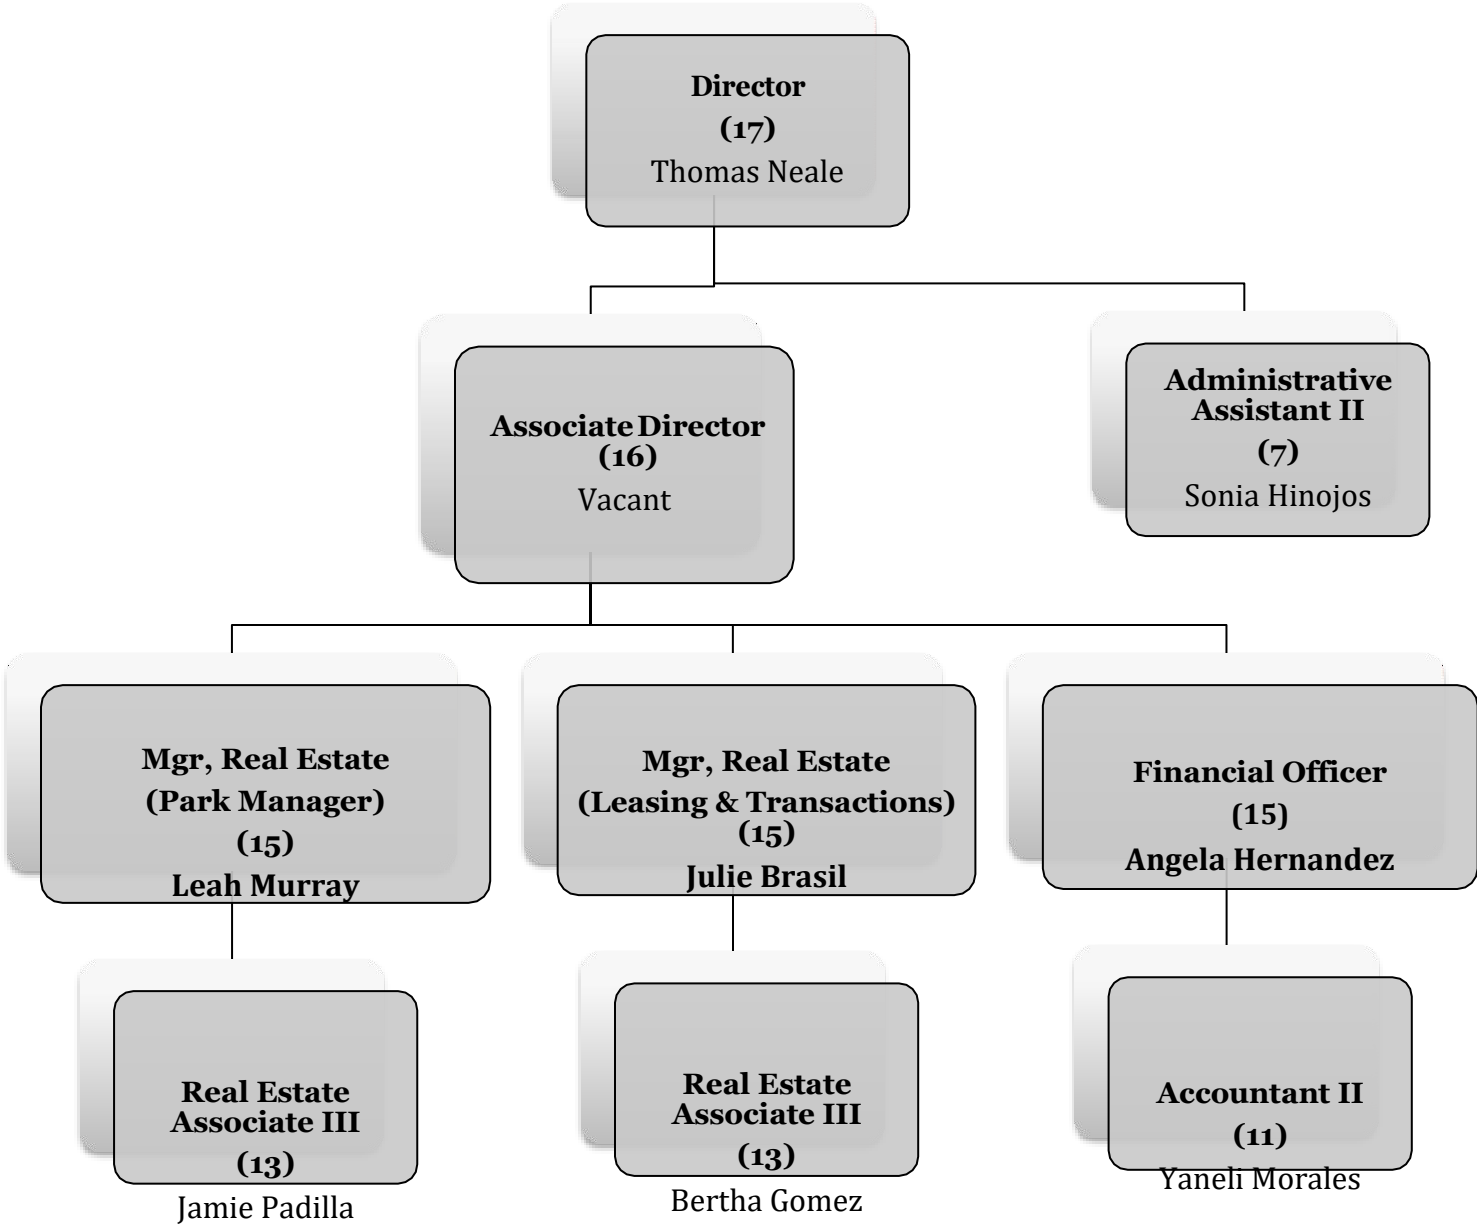 Director
(17)
Thomas Neale
Associate Director
(16)
Vacant
Administrative
Assistant II
(7)
Sonia Hinojos
Mgr, Real Estate
(Park Manager)
(15)
Leah Murray
Mgr, Real Estate
(Leasing & Transactions)
(15)
Julie Brasil
Financial Officer
(15)
Angela Hernandez
Real Estate
Associate III
(13)
Jamie Padilla
Real Estate
Associate III
(13)
Bertha Gomez
Accountant II
(11)
Yaneli Morales